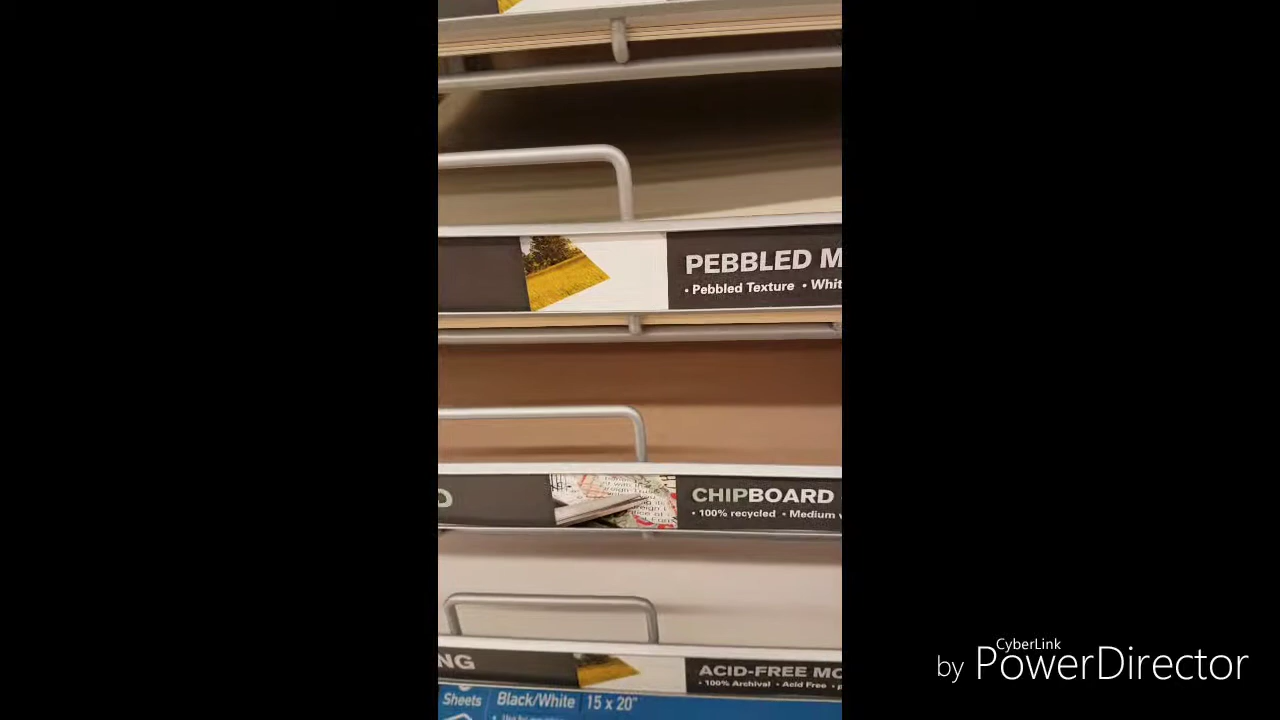 PEBBLED M
• Pebbled Texture • Whit
CHIPBOARD
• 100% recycled • Medium
NG
ACID-FREE MO
• 100% Archival • Acid Free •
Sheets Black/White 15 x 20"
CyberLink
by PowerDirector